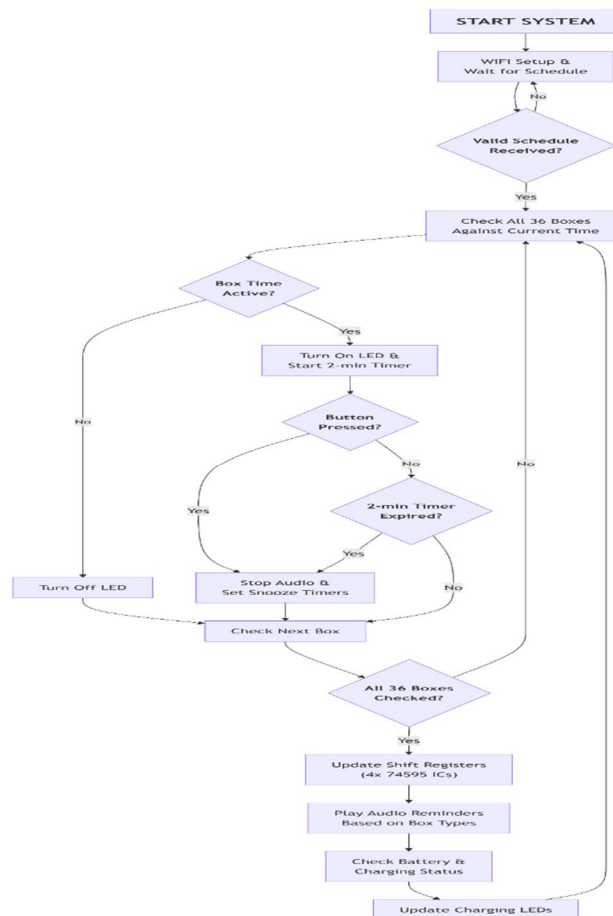 START SYSTEM
WIFI Setup &
Wait for Schedule
No
Valid Schedule
Received?
Yes
Check All 36 Boxes
Against Current Time
Box Time
Active?
Yes
Turn On LED &
Start 2-min Timer
Button
Pressed?
No
No
No
2-min Timer
Expired?
Yes
Yes
No
Turn Off LED
Stop Audio &
Set Snooze Timers
Check Next Box
All 36 Boxes
Checked?
Yes
Update Shift Registers
(4x 74595 ICs)
Play Audio Reminders
Based on Box Types
Check Battery &
Charging Status
Update Charging LEDs